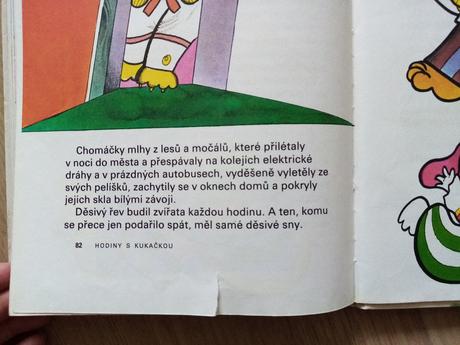 Chomáčky mlhy z lesů a močálů, které přilétaly
v noci do města a přespávaly na kolejích elektrické
dráhy a v prázdných autobusech, vyděšeně vyletěly ze
svých pelíšků, zachytily se v oknech domů a pokryly
jejich skla bílými závoji.
Děsivý řev budil zvířata každou hodinu. A ten, komu
se přece jen podařilo spát, měl samé děsivé sny.
82 HODINY S KUKAČKOU